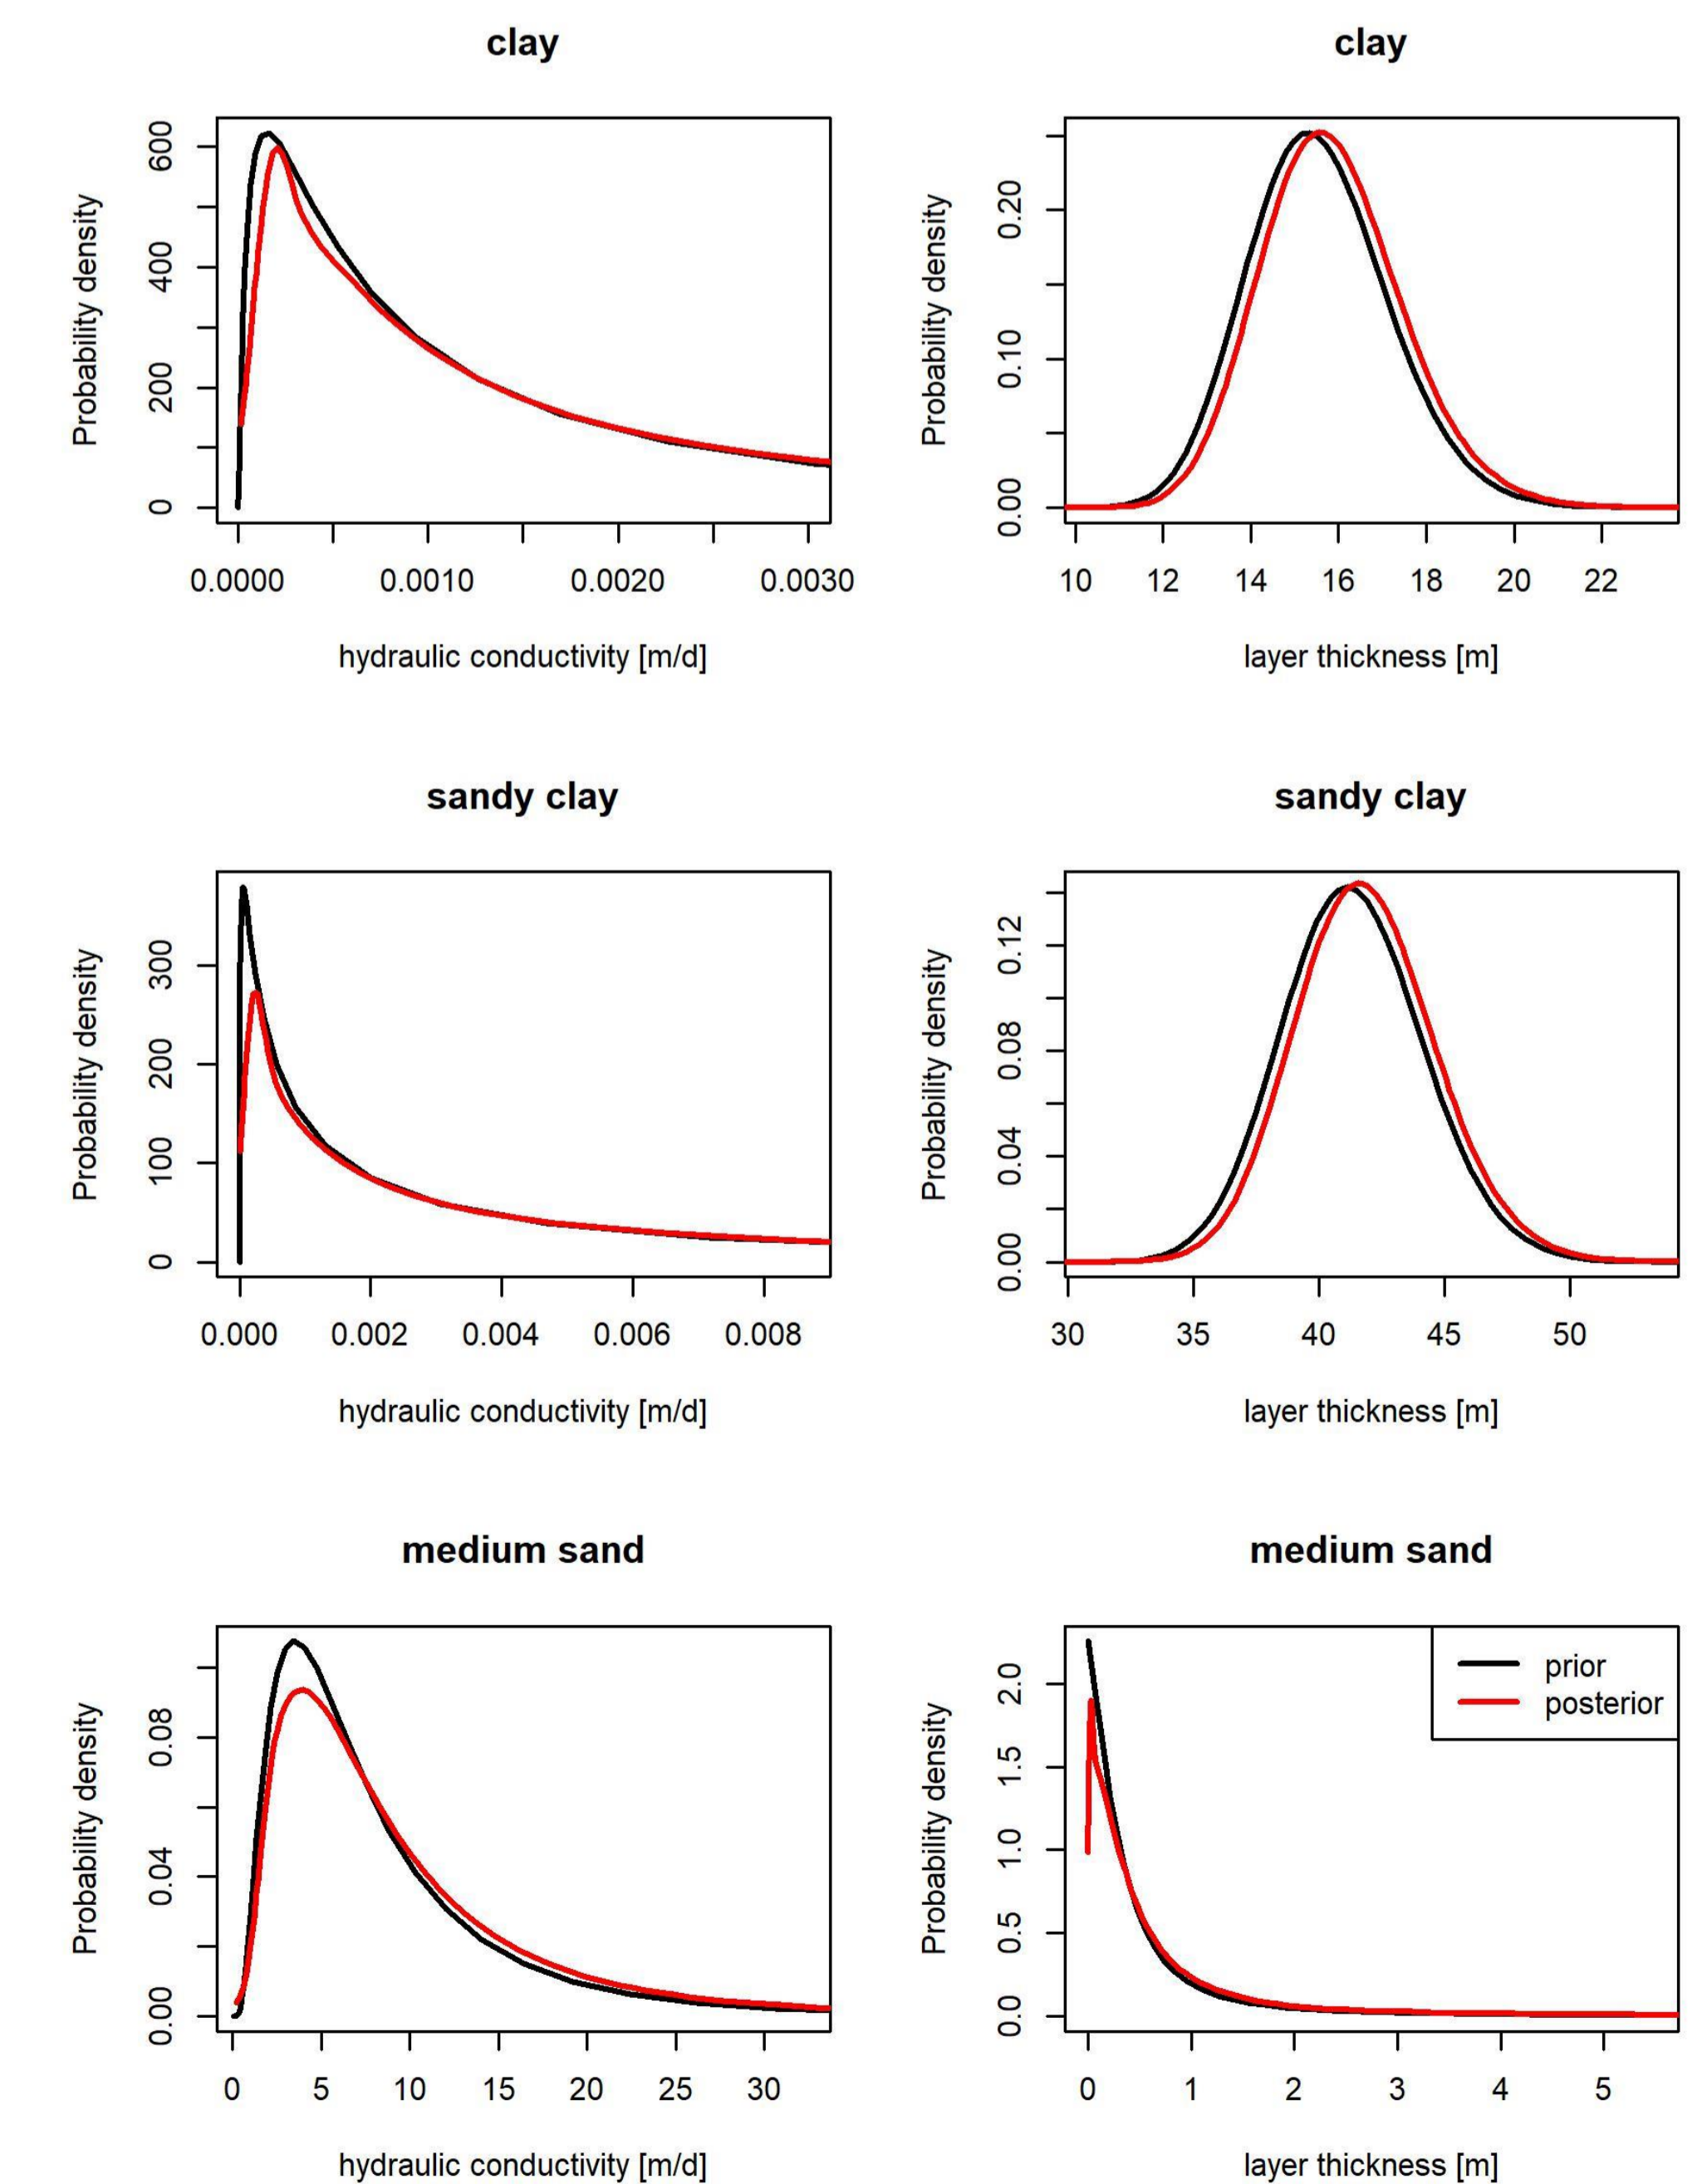 clay
Probability density
600
400
200
0
0.0000 0.0010 0.0020 0.0030
hydraulic conductivity [m/d]
clay
Probability density
0.20
0.10
0.00
10 12 14 16 18 20 22
layer thickness [m]
sandy clay
Probability density
300
200
100
0
0.000 0.002 0.004 0.006 0.008
hydraulic conductivity [m/d]
sandy clay
Probability density
0.12
0.08
0.04
0.00
30 35 40 45 50
layer thickness [m]
medium sand
Probability density
0.08
0.04
0.00
0 5 10 15 20 25 30
hydraulic conductivity [m/d]
medium sand
prior
posterior
Probability density
2.0
1.5
1.0
0.5
0.0
0 1 2 3 4 5
layer thickness [m]